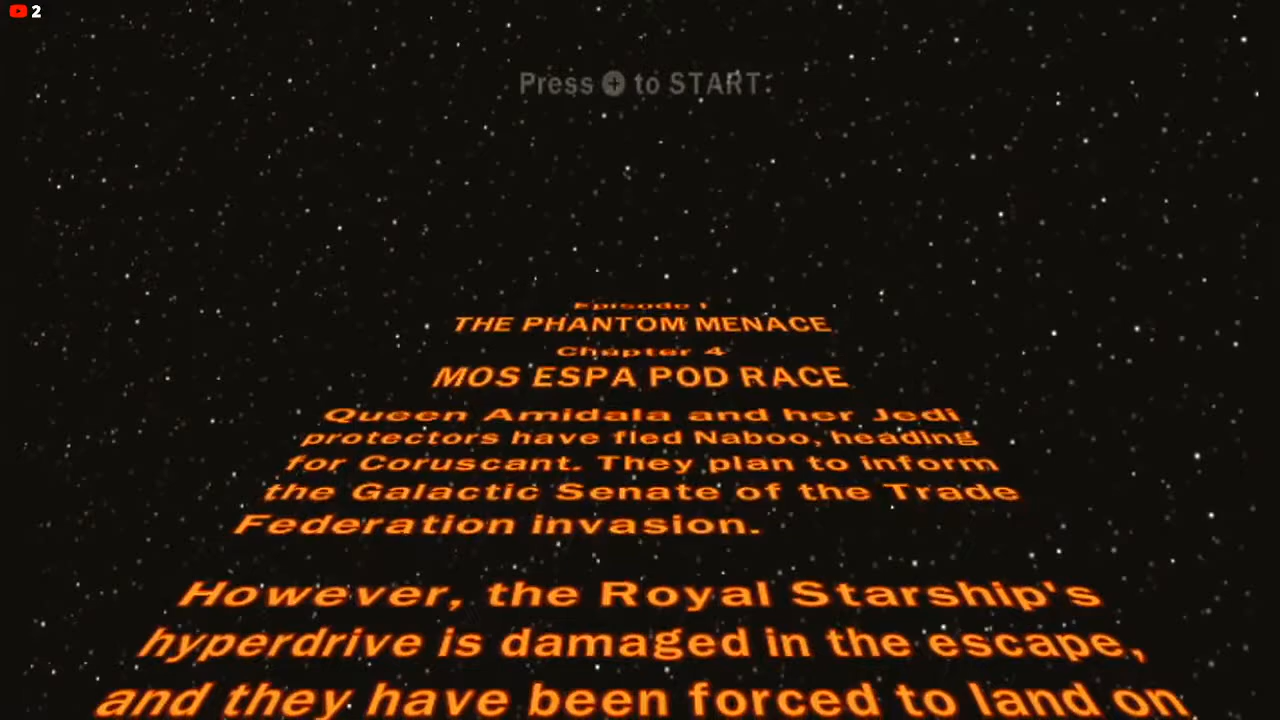 2
Press + to START.
Episode I
THE PHANTOM MENACE
Chapter 4
MOS ESPA POD RACE
Queen Amidala and her Jedi
protectors have fled Naboo, heading
for Coruscant. They plan to inform
the Galactic Senate of the Trade
Federation invasion.
However, the Royal Starship's
hyperdrive is damaged in the escape,
and they have been forced to land on